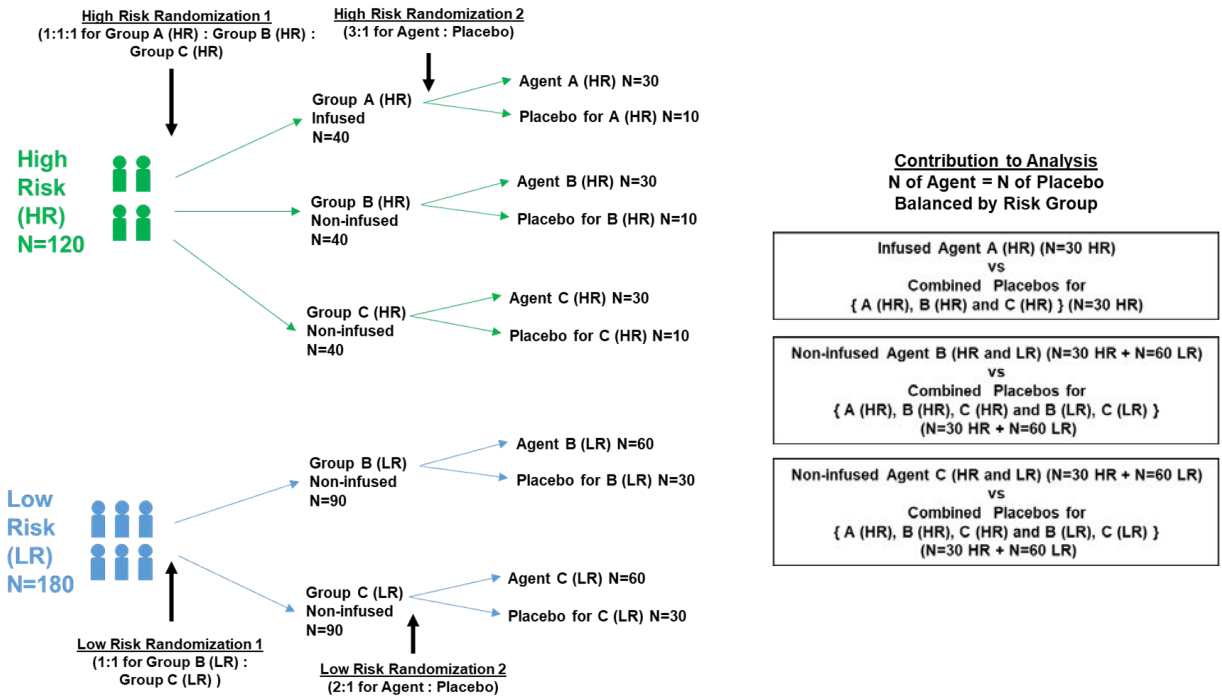 High Risk Randomization 1
(1:1:1 for Group A (HR) : Group B (HR) :
Group C (HR)
High Risk Randomization 2
(3:1 for Agent : Placebo)
High
Risk
(HR)
N=120
Group A (HR)
Infused
N=40
Agent A (HR) N=30
Placebo for A (HR) N=10
Group B (HR)
Non-infused
N=40
Agent B (HR) N=30
Placebo for B (HR) N=10
Group C (HR)
Non-infused
N=40
Agent C (HR) N=30
Placebo for C (HR) N=10
Low
Risk
(LR)
N=180
Group B (LR)
Non-infused
N=90
Agent B (LR) N=60
Placebo for B (LR) N=30
Group C (LR)
Non-infused
N=90
Agent C (LR) N=60
Placebo for C (LR) N=30
Low Risk Randomization 1
(1:1 for Group B (LR) :
Group C (LR) )
Low Risk Randomization 2
(2:1 for Agent : Placebo)
Contribution to Analysis
N of Agent = N of Placebo
Balanced by Risk Group
Infused Agent A (HR) (N=30 HR)
vs
Combined Placebos for
{ A (HR), B (HR) and C (HR) } (N=30 HR)
Non-infused Agent B (HR and LR) (N=30 HR + N=60 LR)
vs
Combined Placebos for
{ A (HR), B (HR), C (HR) and B (LR), C (LR) }
(N=30 HR + N=60 LR)
Non-infused Agent C (HR and LR) (N=30 HR + N=60 LR)
vs
Combined Placebos for
{ A (HR), B (HR), C (HR) and B (LR), C (LR) }
(N=30 HR + N=60 LR)